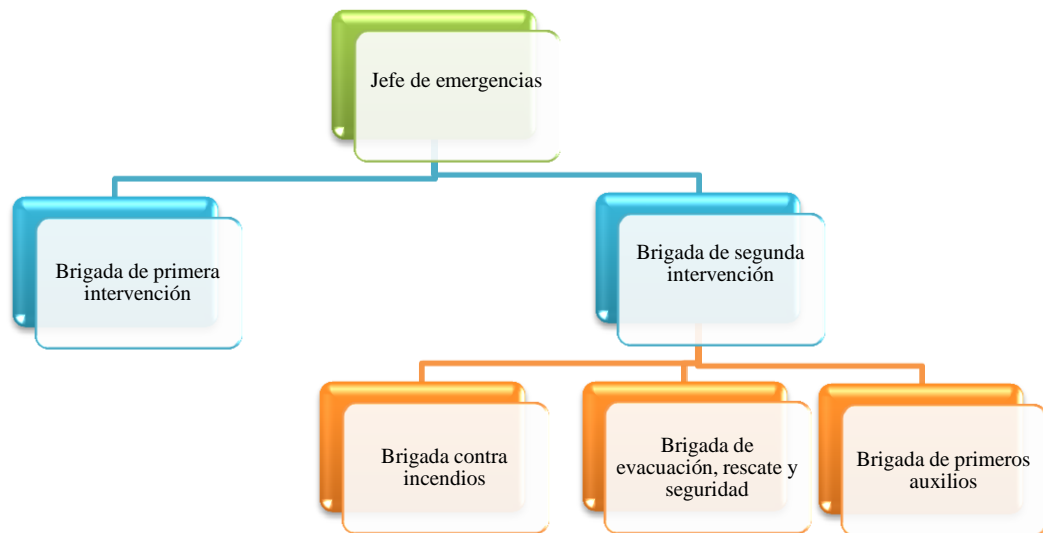 Jefe de emergencias
Brigada de primera
intervención
Brigada de segunda
intervención
Brigada contra
incendios
Brigada de
evacuación, rescate y
seguridad
Brigada de primeros
auxilios